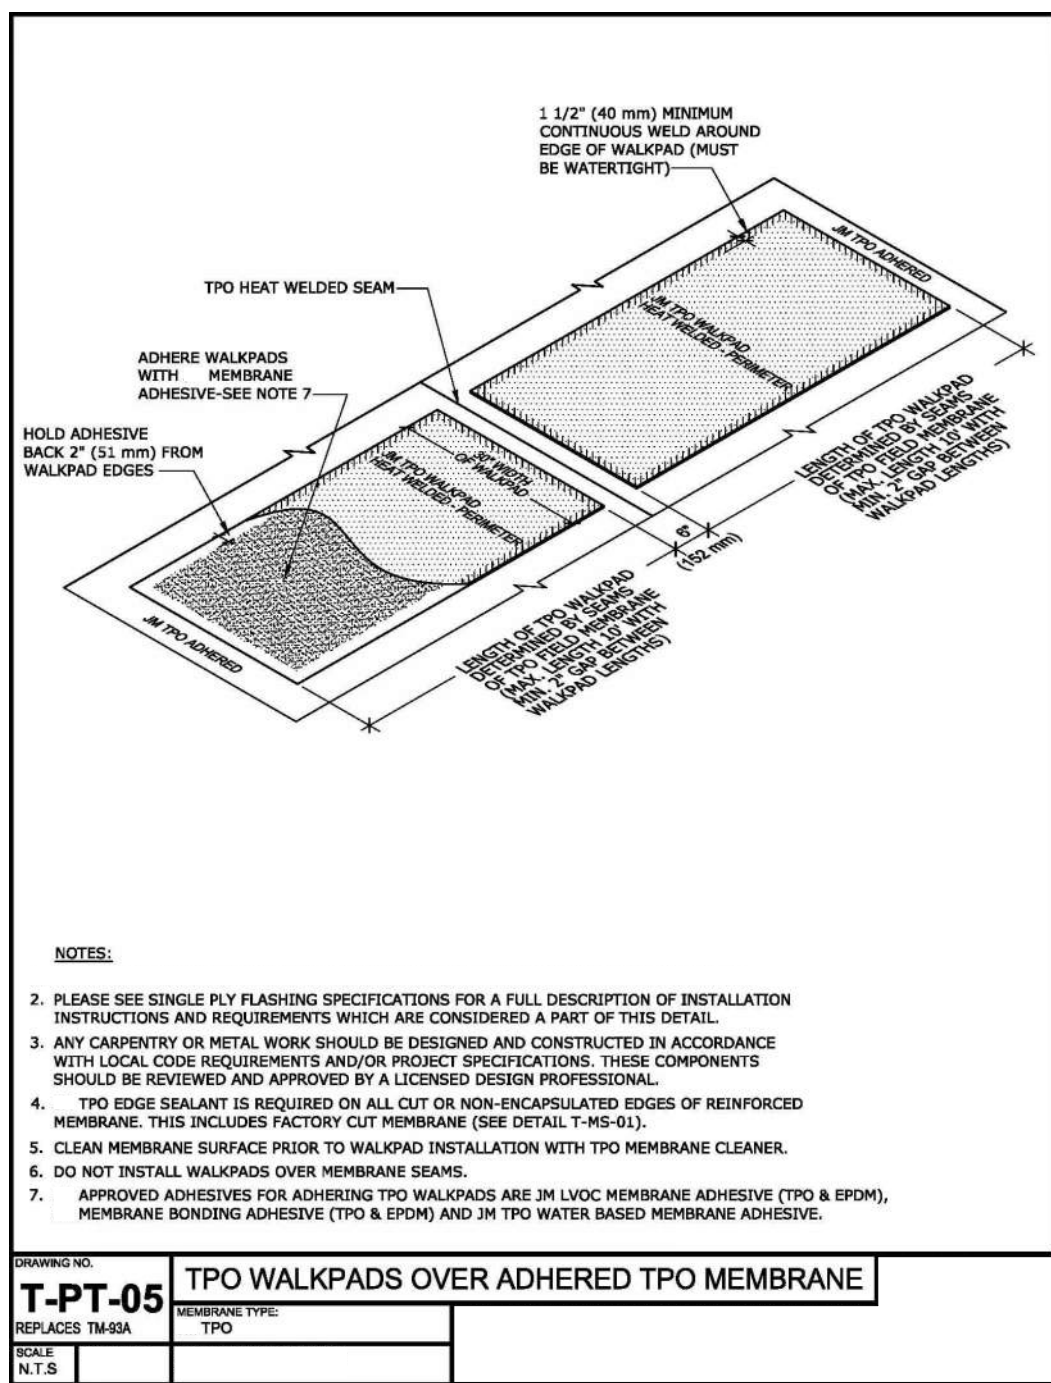 1 1/2" (40 mm) MINIMUM
CONTINUOUS WELD AROUND
EDGE OF WALKPAD (MUST
BE WATERTIGHT)
JM TPO ADHERED
TPO HEAT WELDED SEAM
JM TPO WALKPAD
HEAT WELDED - PERIMETER
ADHERE WALKPADS
WITH MEMBRANE
ADHESIVE-SEE NOTE 7
HOLD ADHESIVE
BACK 2" (51 mm) FROM
WALKPAD EDGES
30" WIDTH
OF WALKPAD
JM TPO WALKPAD
HEAT WELDED - PERIMETER
LENGTH OF TPO WALKPAD
DETERMINED BY SEAMS
OF TPO FIELD MEMBRANE
(MAX. LENGTH 10' WITH
MIN. 2" GAP BETWEEN
WALKPAD LENGTHS)
6"
(152 mm)
LENGTH OF TPO WALKPAD
DETERMINED BY SEAMS
OF TPO FIELD MEMBRANE
(MAX. LENGTH 10' WITH
MIN. 2" GAP BETWEEN
WALKPAD LENGTHS)
JM TPO ADHERED
NOTES:
2. PLEASE SEE SINGLE PLY FLASHING SPECIFICATIONS FOR A FULL DESCRIPTION OF INSTALLATION
INSTRUCTIONS AND REQUIREMENTS WHICH ARE CONSIDERED A PART OF THIS DETAIL.
3. ANY CARPENTRY OR METAL WORK SHOULD BE DESIGNED AND CONSTRUCTED IN ACCORDANCE
WITH LOCAL CODE REQUIREMENTS AND/OR PROJECT SPECIFICATIONS. THESE COMPONENTS
SHOULD BE REVIEWED AND APPROVED BY A LICENSED DESIGN PROFESSIONAL.
4. TPO EDGE SEALANT IS REQUIRED ON ALL CUT OR NON-ENCAPSULATED EDGES OF REINFORCED
MEMBRANE. THIS INCLUDES FACTORY CUT MEMBRANE (SEE DETAIL T-MS-01).
5. CLEAN MEMBRANE SURFACE PRIOR TO WALKPAD INSTALLATION WITH TPO MEMBRANE CLEANER.
6. DO NOT INSTALL WALKPADS OVER MEMBRANE SEAMS.
7. APPROVED ADHESIVES FOR ADHERING TPO WALKPADS ARE JM LVOC MEMBRANE ADHESIVE (TPO & EPDM),
MEMBRANE BONDING ADHESIVE (TPO & EPDM) AND JM TPO WATER BASED MEMBRANE ADHESIVE.
DRAWING NO.
T-PT-05
REPLACES TM-93A
TPO WALKPADS OVER ADHERED TPO MEMBRANE
MEMBRANE TYPE:
TPO
SCALE
N.T.S